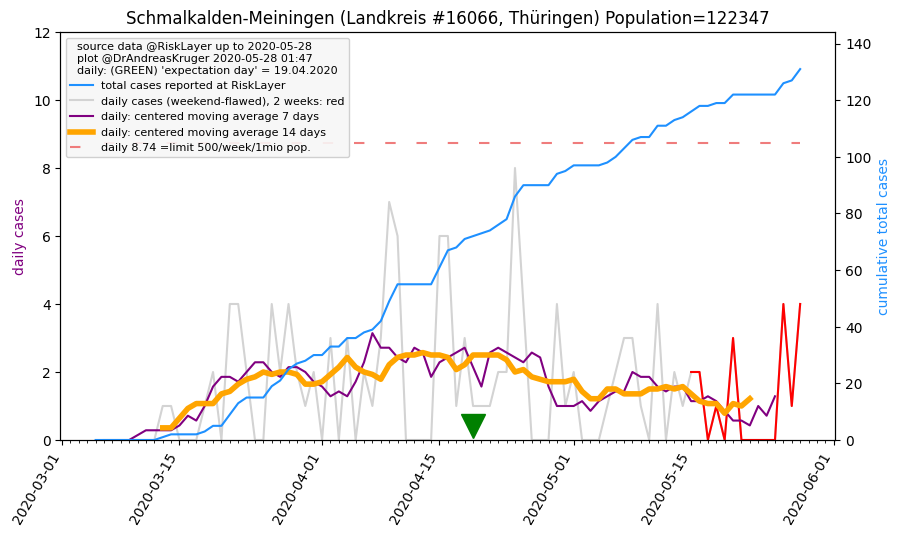 Schmalkalden-Meiningen (Landkreis #16066, Thüringen) Population=122347
source data @RiskLayer up to 2020-05-28
plot @DrAndreasKruger 2020-05-28 01:47
daily: (GREEN) 'expectation day' = 19.04.2020
total cases reported at RiskLayer
daily cases (weekend-flawed), 2 weeks: red
daily: centered moving average 7 days
daily: centered moving average 14 days
daily 8.74 =limit 500/week/1mio pop.
daily cases
12
10
8
6
4
2
0
cumulative total cases
140
120
100
80
60
40
20
0
2020-03-01
2020-03-15
2020-04-01
2020-04-15
2020-05-01
2020-05-15
2020-06-01